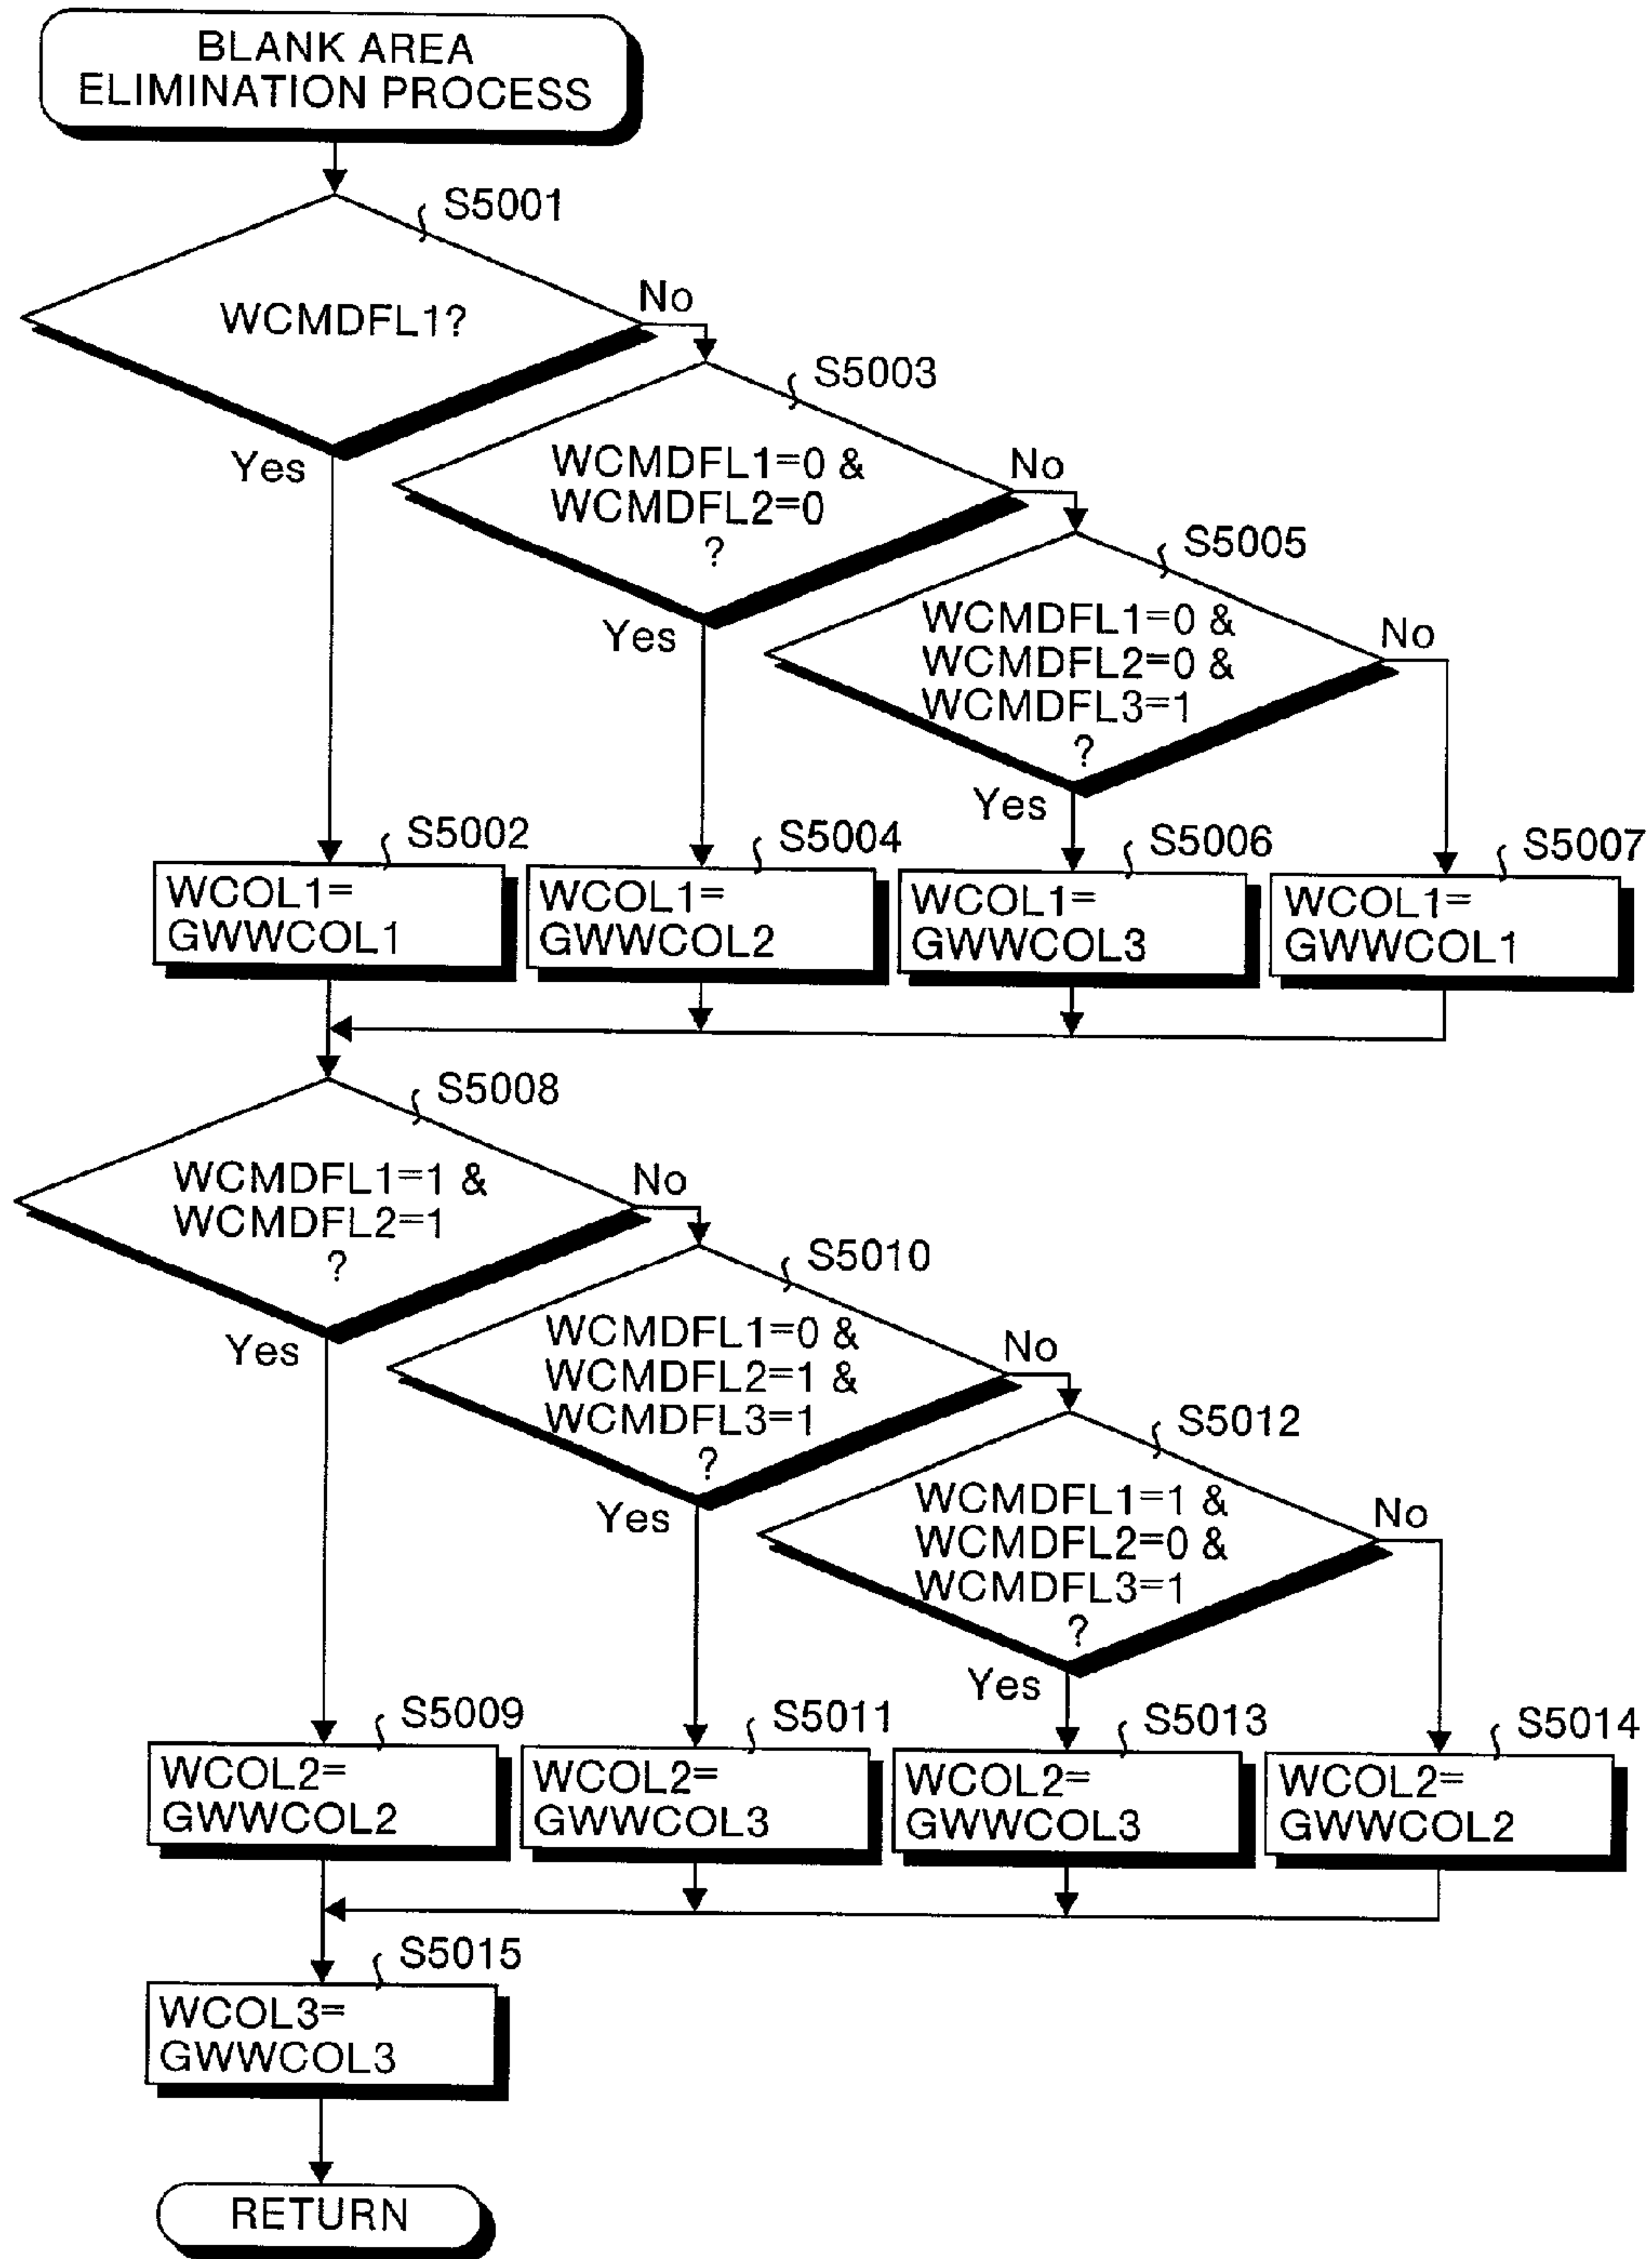 BLANK AREA
ELIMINATION PROCESS
S5001
WCMDFL1?
No
Yes
S5003
WCMDFL1=0 &
WCMDFL2=0
?
No
Yes
S5005
WCMDFL1=0 &
WCMDFL2=0 &
WCMDFL3=1
?
No
Yes
S5002
WCOL1=
GWWCOL1
S5004
WCOL1=
GWWCOL2
S5006
WCOL1=
GWWCOL3
S5007
WCOL1=
GWWCOL1
S5008
WCMDFL1=1 &
WCMDFL2=1
?
No
Yes
S5010
WCMDFL1=0 &
WCMDFL2=1 &
WCMDFL3=1
?
No
Yes
S5012
WCMDFL1=1 &
WCMDFL2=0 &
WCMDFL3=1
?
No
Yes
S5009
WCOL2=
GWWCOL2
S5011
WCOL2=
GWWCOL3
S5013
WCOL2=
GWWCOL3
S5014
WCOL2=
GWWCOL2
S5015
WCOL3=
GWWCOL3
RETURN